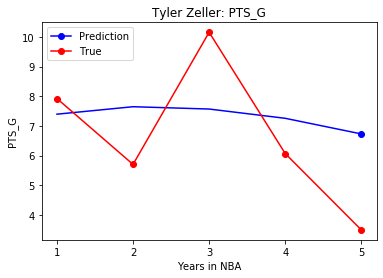 Tyler Zeller: PTS_G
Prediction
True
10
9
8
7
6
5
4
PTS_G
1 2 3 4 5
Years in NBA